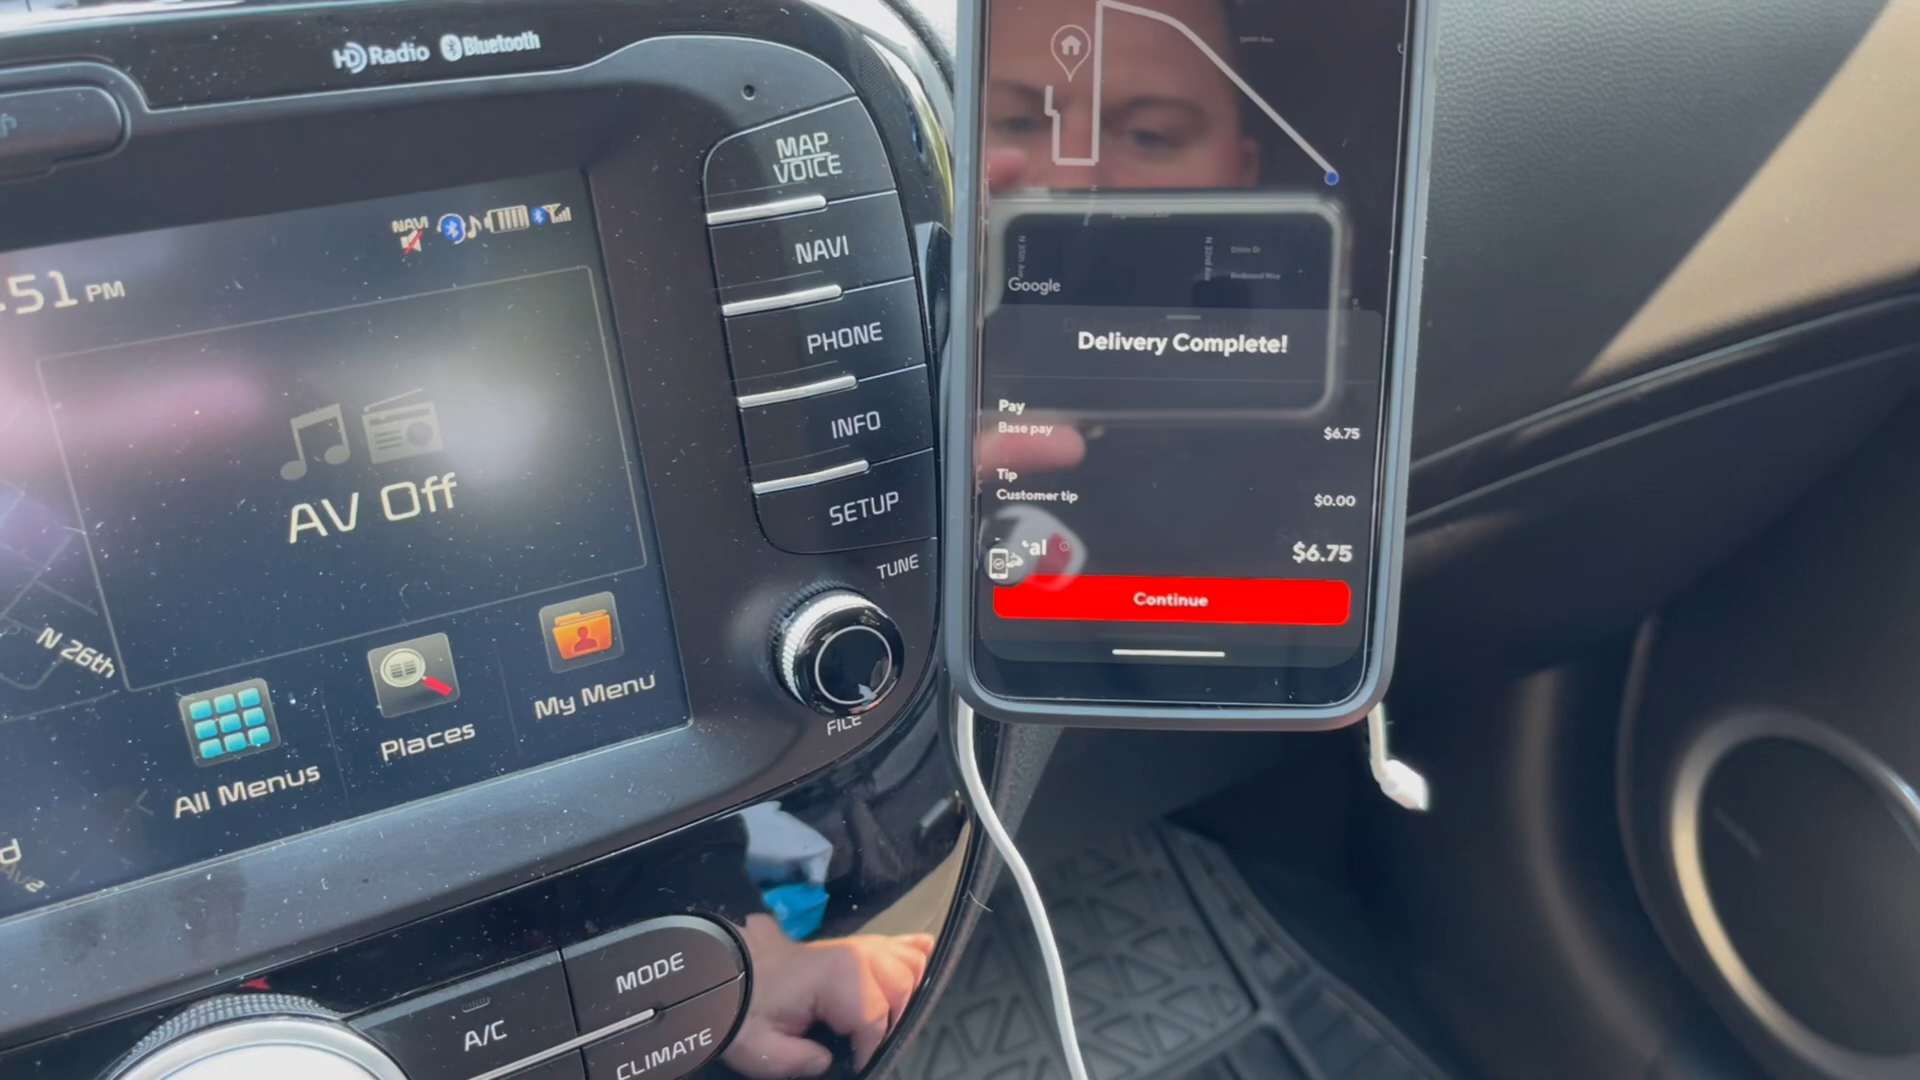 HD Radio Bluetooth
MAP
VOICE
NAVI
PHONE
INFO
SETUP
TUNE
FILE
NAVI
:51 PM
AV Off
N 26th
All Menus
Places
My Menu
MODE
A/C
CLIMATE
Google
Delivery Complete!
Pay
Base pay $6.75
Tip
Customer tip $0.00
$6.75
Continue